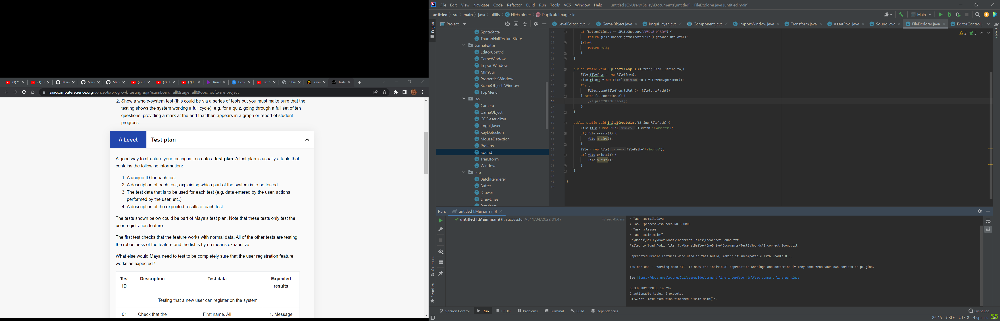 (1) Y
(1) T
Mari
Mari
Mari
(7) S
(7) H
(7) E
Resu
Explo
Jeff S
glBin
Kayn
Testi
isaaccomputerscience.org/concepts/prog_cwk_testing_aqa?examBoard=all&stage=all&topic=software_project
2. Show a whole-system test (this could be via a series of tests but you must make sure that the
testing shows the system working a full cycle), e.g. for a quiz, going through a full set of ten
questions, providing a mark at the end that then appears in a graph or report of student
progress
A Level
Test plan
A good way to structure your testing is to create a test plan. A test plan is usually a table that
contains the following information:
1. A unique ID for each test
2. A description of each test, explaining which part of the system is to be tested
3. The test data that is to be used for each test (e.g. data entered by the user, actions
performed by the user, etc.)
4. A description of the expected results of each test
The tests shown below could be part of Maya's test plan. Note that these tests only test the
user registration feature.
The first test checks that the feature works with normal data. All of the other tests are testing
the robustness of the feature and the list is by no means exhaustive.
What else would Maya need to test to be completely sure that the user registration feature
works as expected?
Test ID
Description
Test data
Expected results
Testing that a new user can register on the system
01
Check that the
First name: Ali
1. Message
File Edit View Navigate Code Refactor Build Run Tools VCS Window Help
untitled [C:\Users\Bailey\Documents\untitled] - FileExplorer.java [untitled.main]
untitled src main java utility FileExplorer DuplicateImageFile
Main
Project
LevelEditor.java
GameObject.java
imgui_layer.java
Component.java
ImportWindow.java
Transform.java
AssetPool.java
Sound.java
FileExplorer.java
EditorControl.j
Project
Gradle
SpriteState
ThumbNailTextureStore
GameEditor
EditorControl
GameWindow
ImportWindow
MImGui
PropertiesWindow
SceneObjectsWindow
TopMenu
iso
Camera
GameObject
GODeserializer
imgui_layer
KeyDetection
MouseDetection
Prefabs
Sound
Transform
Window
late
BatchRenderer
Buffer
Drawer
DrawLines
Renderer
2
3
13 if (ButtonClicked == JFileChooser.APPROVE_OPTION) {
14 return jFileChooser.getSelectedFile().getAbsolutePath();
15 }else{
16 return null;
17 }
18 }
19
20 public static void DuplicateImageFile(String from, String to){
21 File filefrom = new File(from);
22 File fileto = new File( pathname: to + filefrom.getName());
23 try {
24 Files.copy(filefrom.toPath(), fileto.toPath());
25 } catch (IOException e) {
26 //e.printStackTrace();
27 }
28 }
29
30 public static void InitalCreateGame(String FilePath) {
31 File file = new File( pathname: FilePath+"\\assets");
32 if(!file.exists()) {
33 file.mkdirs();
34 }
35 file = new File( pathname: FilePath+"\\Sounds");
36 if(!file.exists()) {
37 file.mkdirs();
38 }
39 }
40
41 }
42
Run: untitled [:Main.main()]
untitled [:Main.main()]: successful At 11/04/2022 01:47
47 sec, 456 ms
> Task :compileJava
> Task :processResources NO-SOURCE
> Task :classes
> Task :Main.main()
C:\Users\Bailey\Downloads\incorrect files\Incorrect Sound.txt
Failed to load Audio file :C:\Users\Bailey\OneDrive\Documents\Test2\Sounds\Incorrect Sound.txt
Deprecated Gradle features were used in this build, making it incompatible with Gradle 8.0.
You can use '--warning-mode all' to show the individual deprecation warnings and determine if they come from your own scripts or plugins.
See https://docs.gradle.org/7.1/userguide/command_line_interface.html#sec:command_line_warnings
BUILD SUCCESSFUL in 47s
2 actionable tasks: 2 executed
01:47:37: Task execution finished ':Main.main()'.
Structure
Favorites
Version Control
Run
TODO
Problems
Terminal
Build
Dependencies
Event Log
26:15 CRLF UTF-8 4 spaces
55